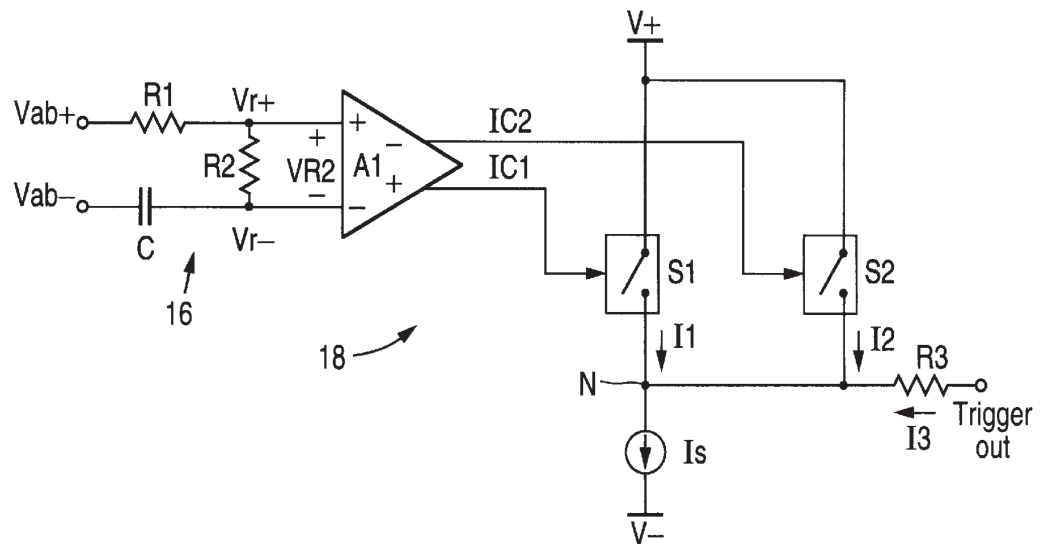 V+
Vab+
R1
Vr+
+
+
IC2
R2
VR2
A1
−
IC1
+
Vab−
−
−
C
Vr−
16
S1
S2
18
I1
I2
R3
N
I3
Trigger
out
Is
V−